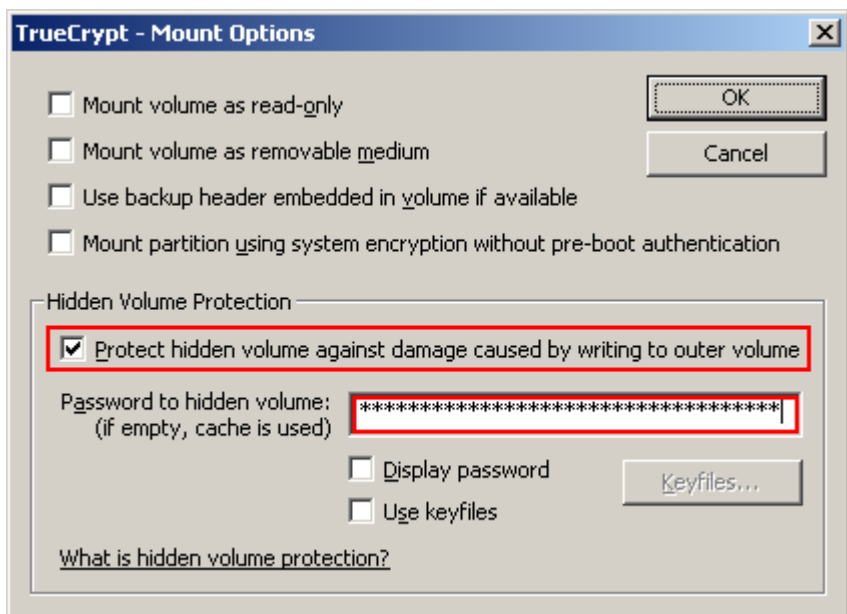 TrueCrypt - Mount Options
Mount volume as read-only
OK
Mount volume as removable medium
Cancel
Use backup header embedded in volume if available
Mount partition using system encryption without pre-boot authentication
Hidden Volume Protection
Protect hidden volume against damage caused by writing to outer volume
Password to hidden volume:
(if empty, cache is used)
***********************************
Display password
Keyfiles...
Use keyfiles
What is hidden volume protection?